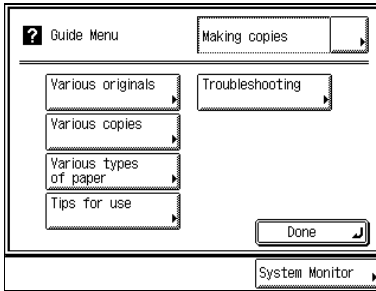 ? Guide Menu
Making copies
Various originals
Troubleshooting
Various copies
Various types
of paper
Tips for use
Done
System Monitor